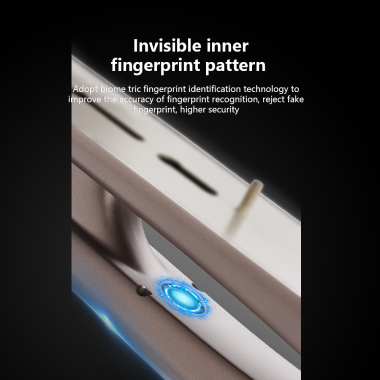 Invisible inner
fingerprint pattern
Adopt biome tric fingerprint identification technology to
improve the accuracy of fingerprint recognition, reject fake
fingerprint, higher security